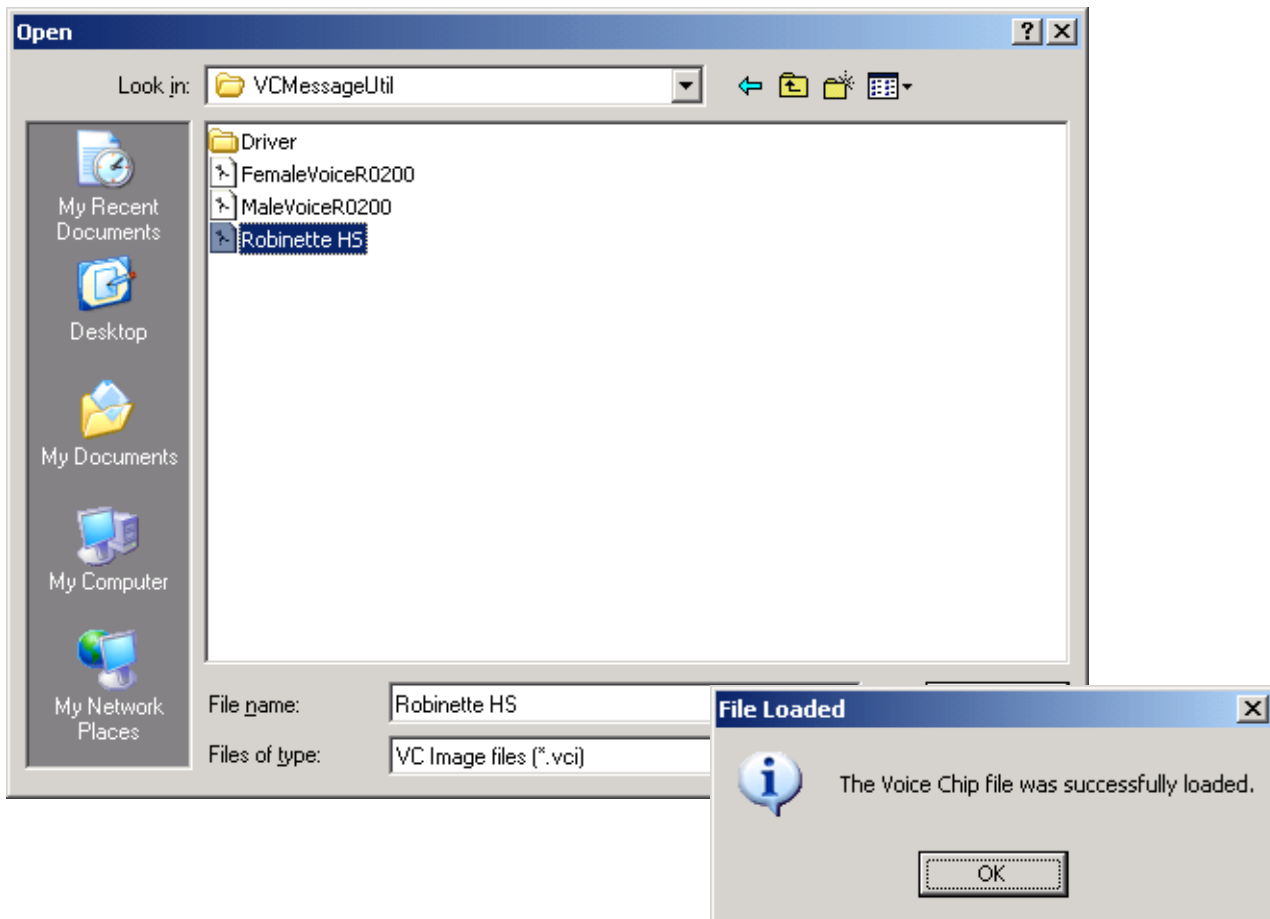 Open
Look in: VCMessageUtil
My Recent
Documents
Desktop
My Documents
My Computer
My Network
Places
Driver
FemaleVoiceR0200
MaleVoiceR0200
Robinette HS
File name: Robinette HS
Files of type: VC Image files (*.vci)
File Loaded
The Voice Chip file was successfully loaded.
OK